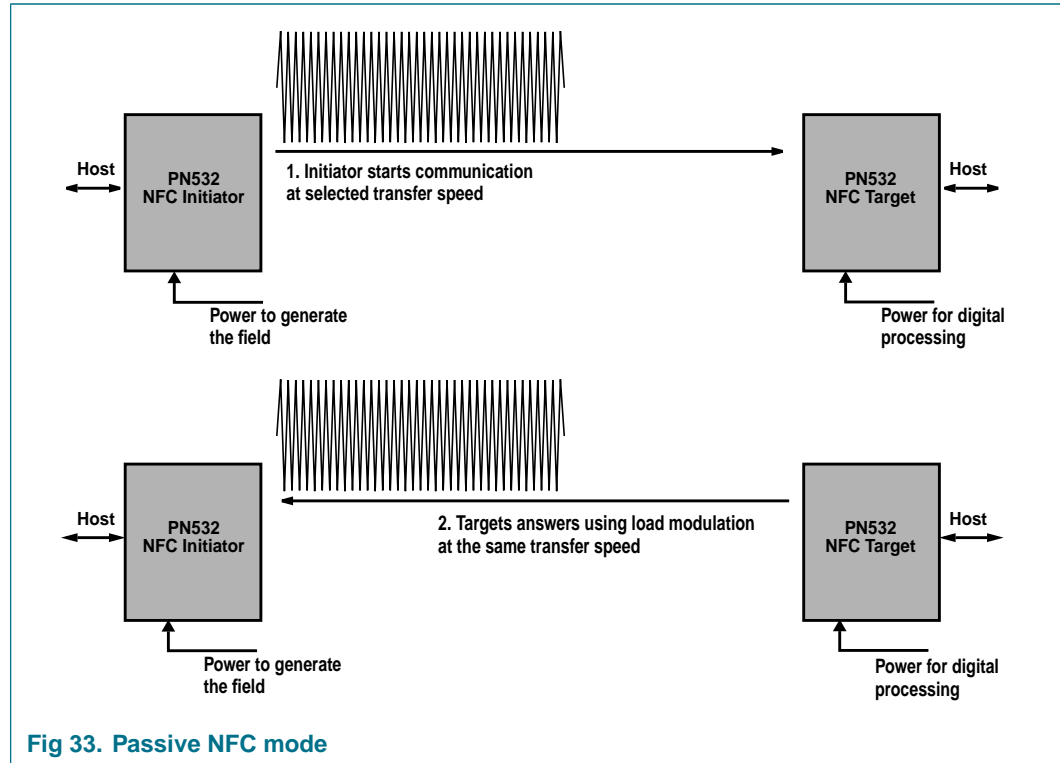 Host
PN532
NFC Initiator
1. Initiator starts communication
at selected transfer speed
PN532
NFC Target
Host
Power to generate
the field
Power for digital
processing
Host
PN532
NFC Initiator
2. Targets answers using load modulation
at the same transfer speed
PN532
NFC Target
Host
Power to generate
the field
Power for digital
processing
Fig 33. Passive NFC mode